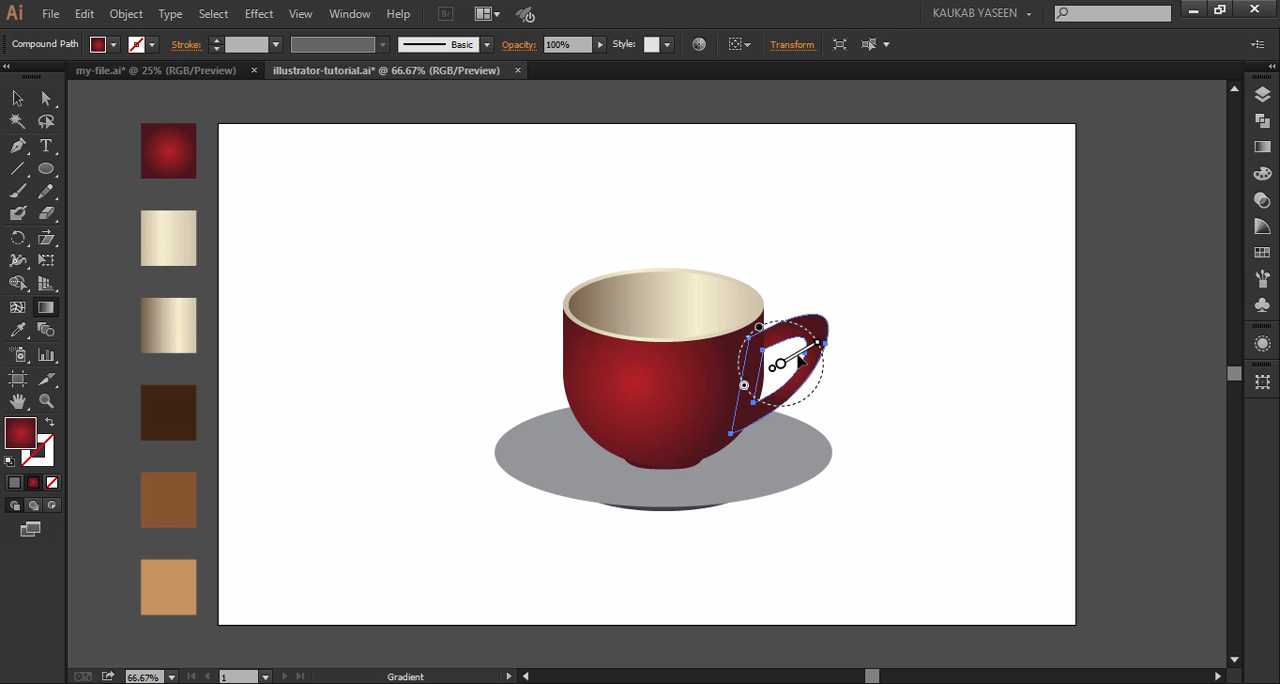 Ai File Edit Object Type Select Effect View Window Help Br KAUKAB YASEEN
Compound Path Stroke: Basic Opacity: 100% Style: Transform
my-file.ai* @ 25% (RGB/Preview) × illustrator-tutorial.ai* @ 66.67% (RGB/Preview) ×
T
66.67% 1 Gradient